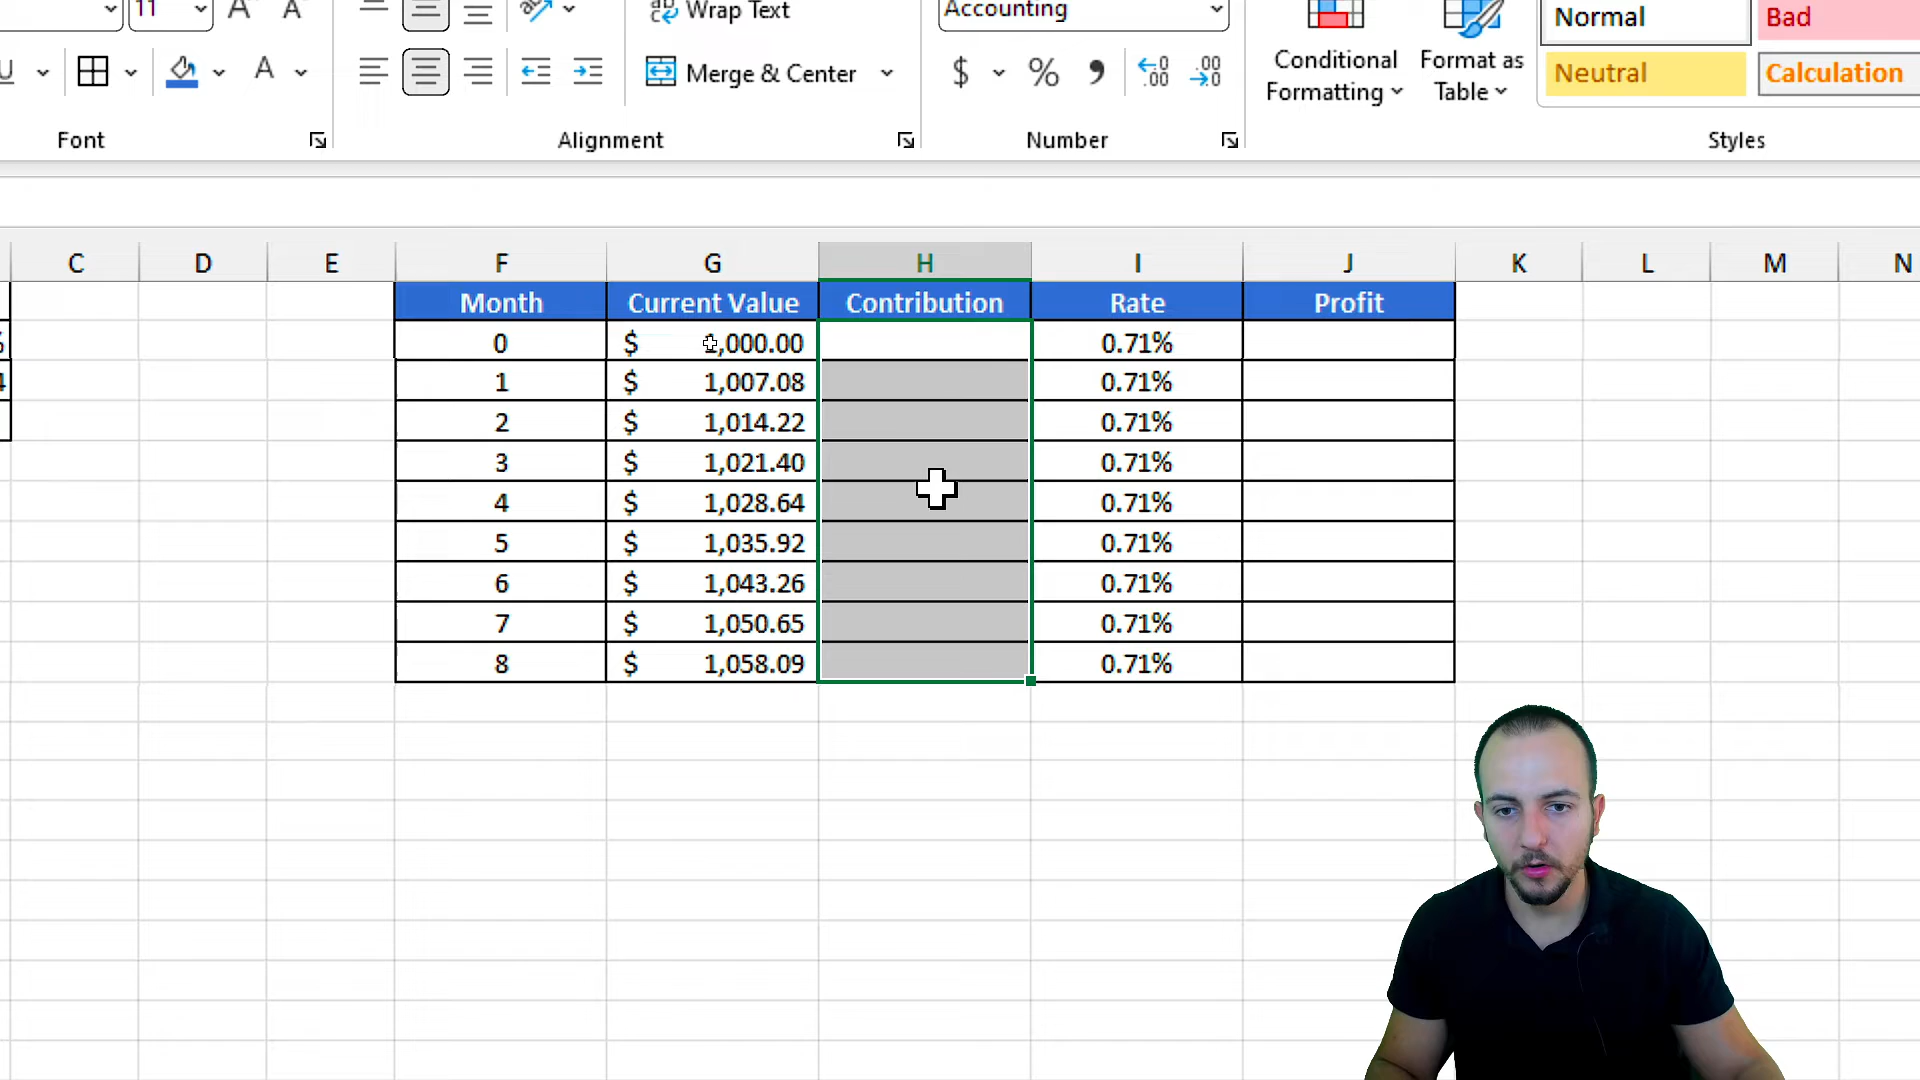 11 A A Wrap Text Accounting Conditional Formatting Format as Table Normal Bad
U A Merge & Center $ % , .00 .00 Neutral Calculation
Font Alignment Number Styles
C D E F G H I J K L M N
Month Current Value Contribution Rate Profit
0 $ 1,000.00 0.71%
1 $ 1,007.08 0.71%
2 $ 1,014.22 0.71%
3 $ 1,021.40 0.71%
4 $ 1,028.64 0.71%
5 $ 1,035.92 0.71%
6 $ 1,043.26 0.71%
7 $ 1,050.65 0.71%
8 $ 1,058.09 0.71%